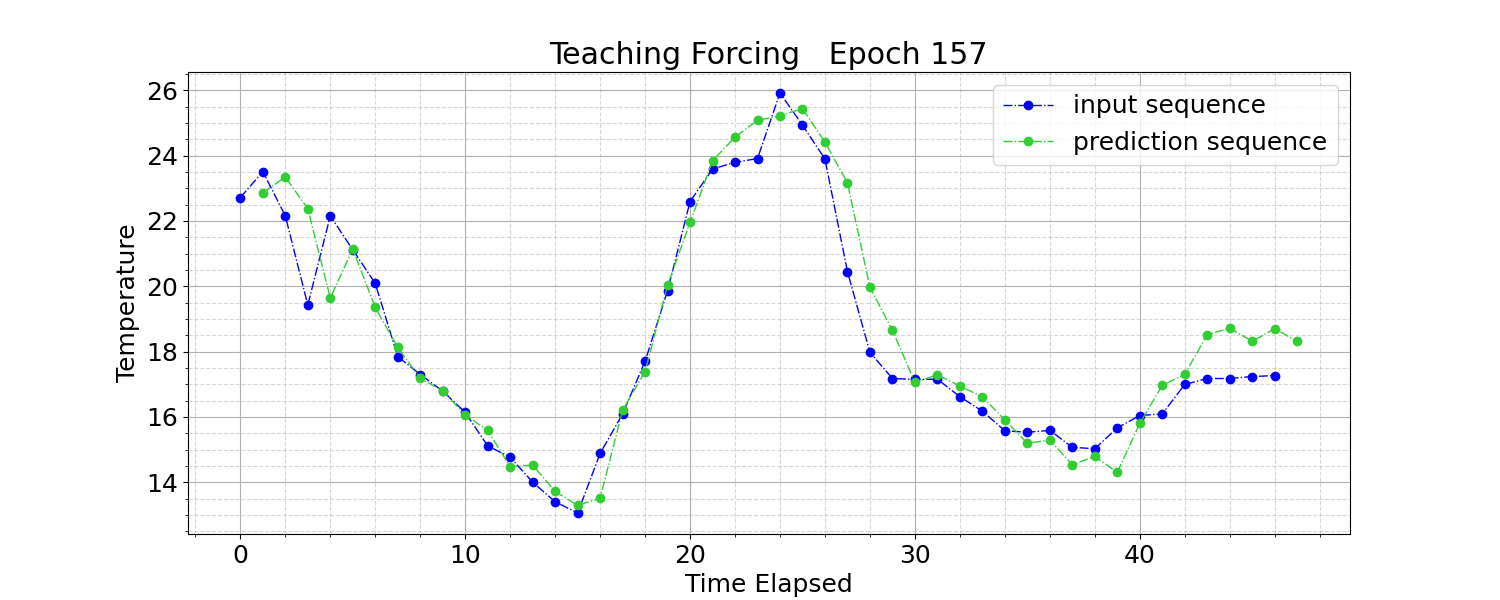 Teaching Forcing   Epoch 157
input sequence
prediction sequence
Temperature
26
24
22
20
18
16
14
0 10 20 30 40
Time Elapsed